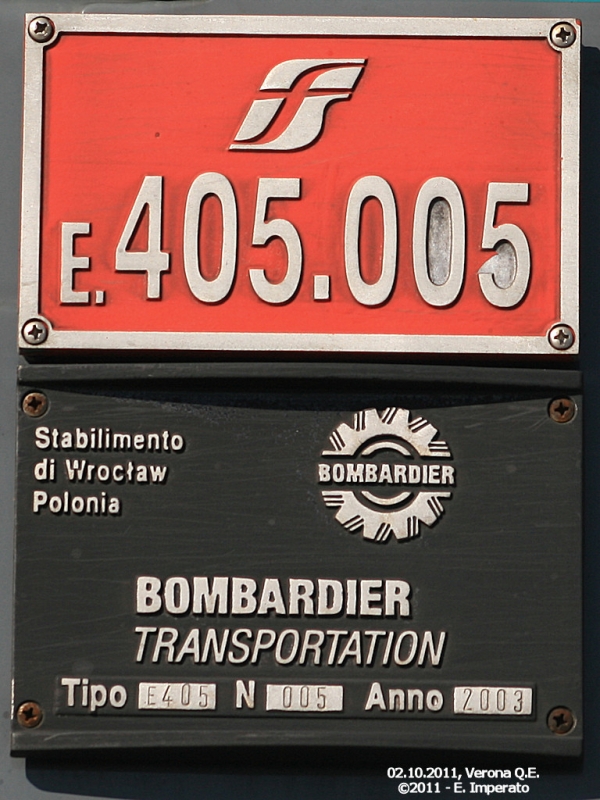 E.405.005
Stabilimento
di Wrocław
Polonia
BOMBARDIER
BOMBARDIER
TRANSPORTATION
Tipo E405 N 005 Anno 2003
02.10.2011, Verona Q.E.
©2011 - E. Imperato